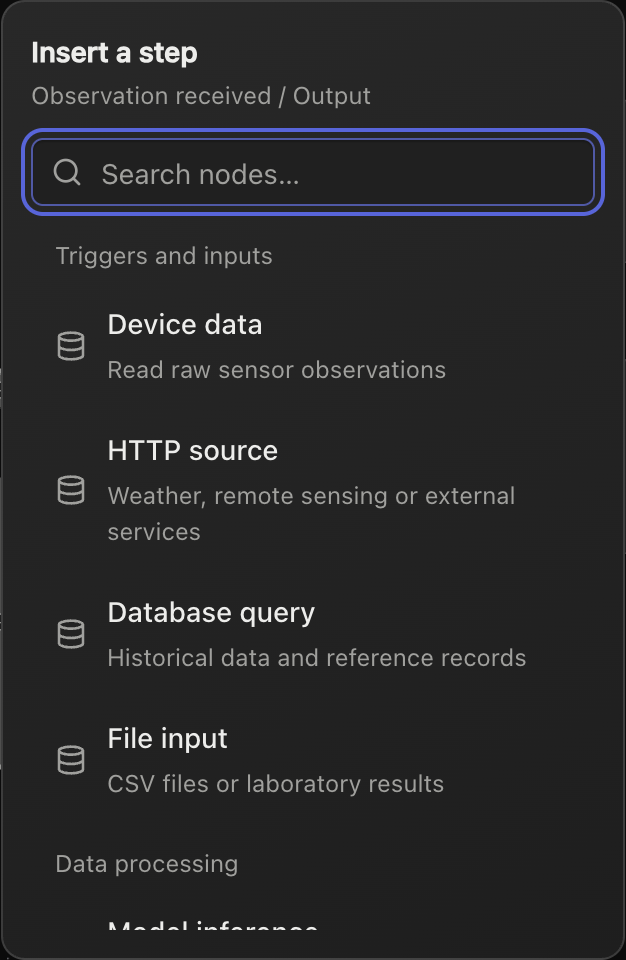 Insert a step
Observation received / Output
Search nodes...
Triggers and inputs
Device data
Read raw sensor observations
HTTP source
Weather, remote sensing or external
services
Database query
Historical data and reference records
File input
CSV files or laboratory results
Data processing
Model inference